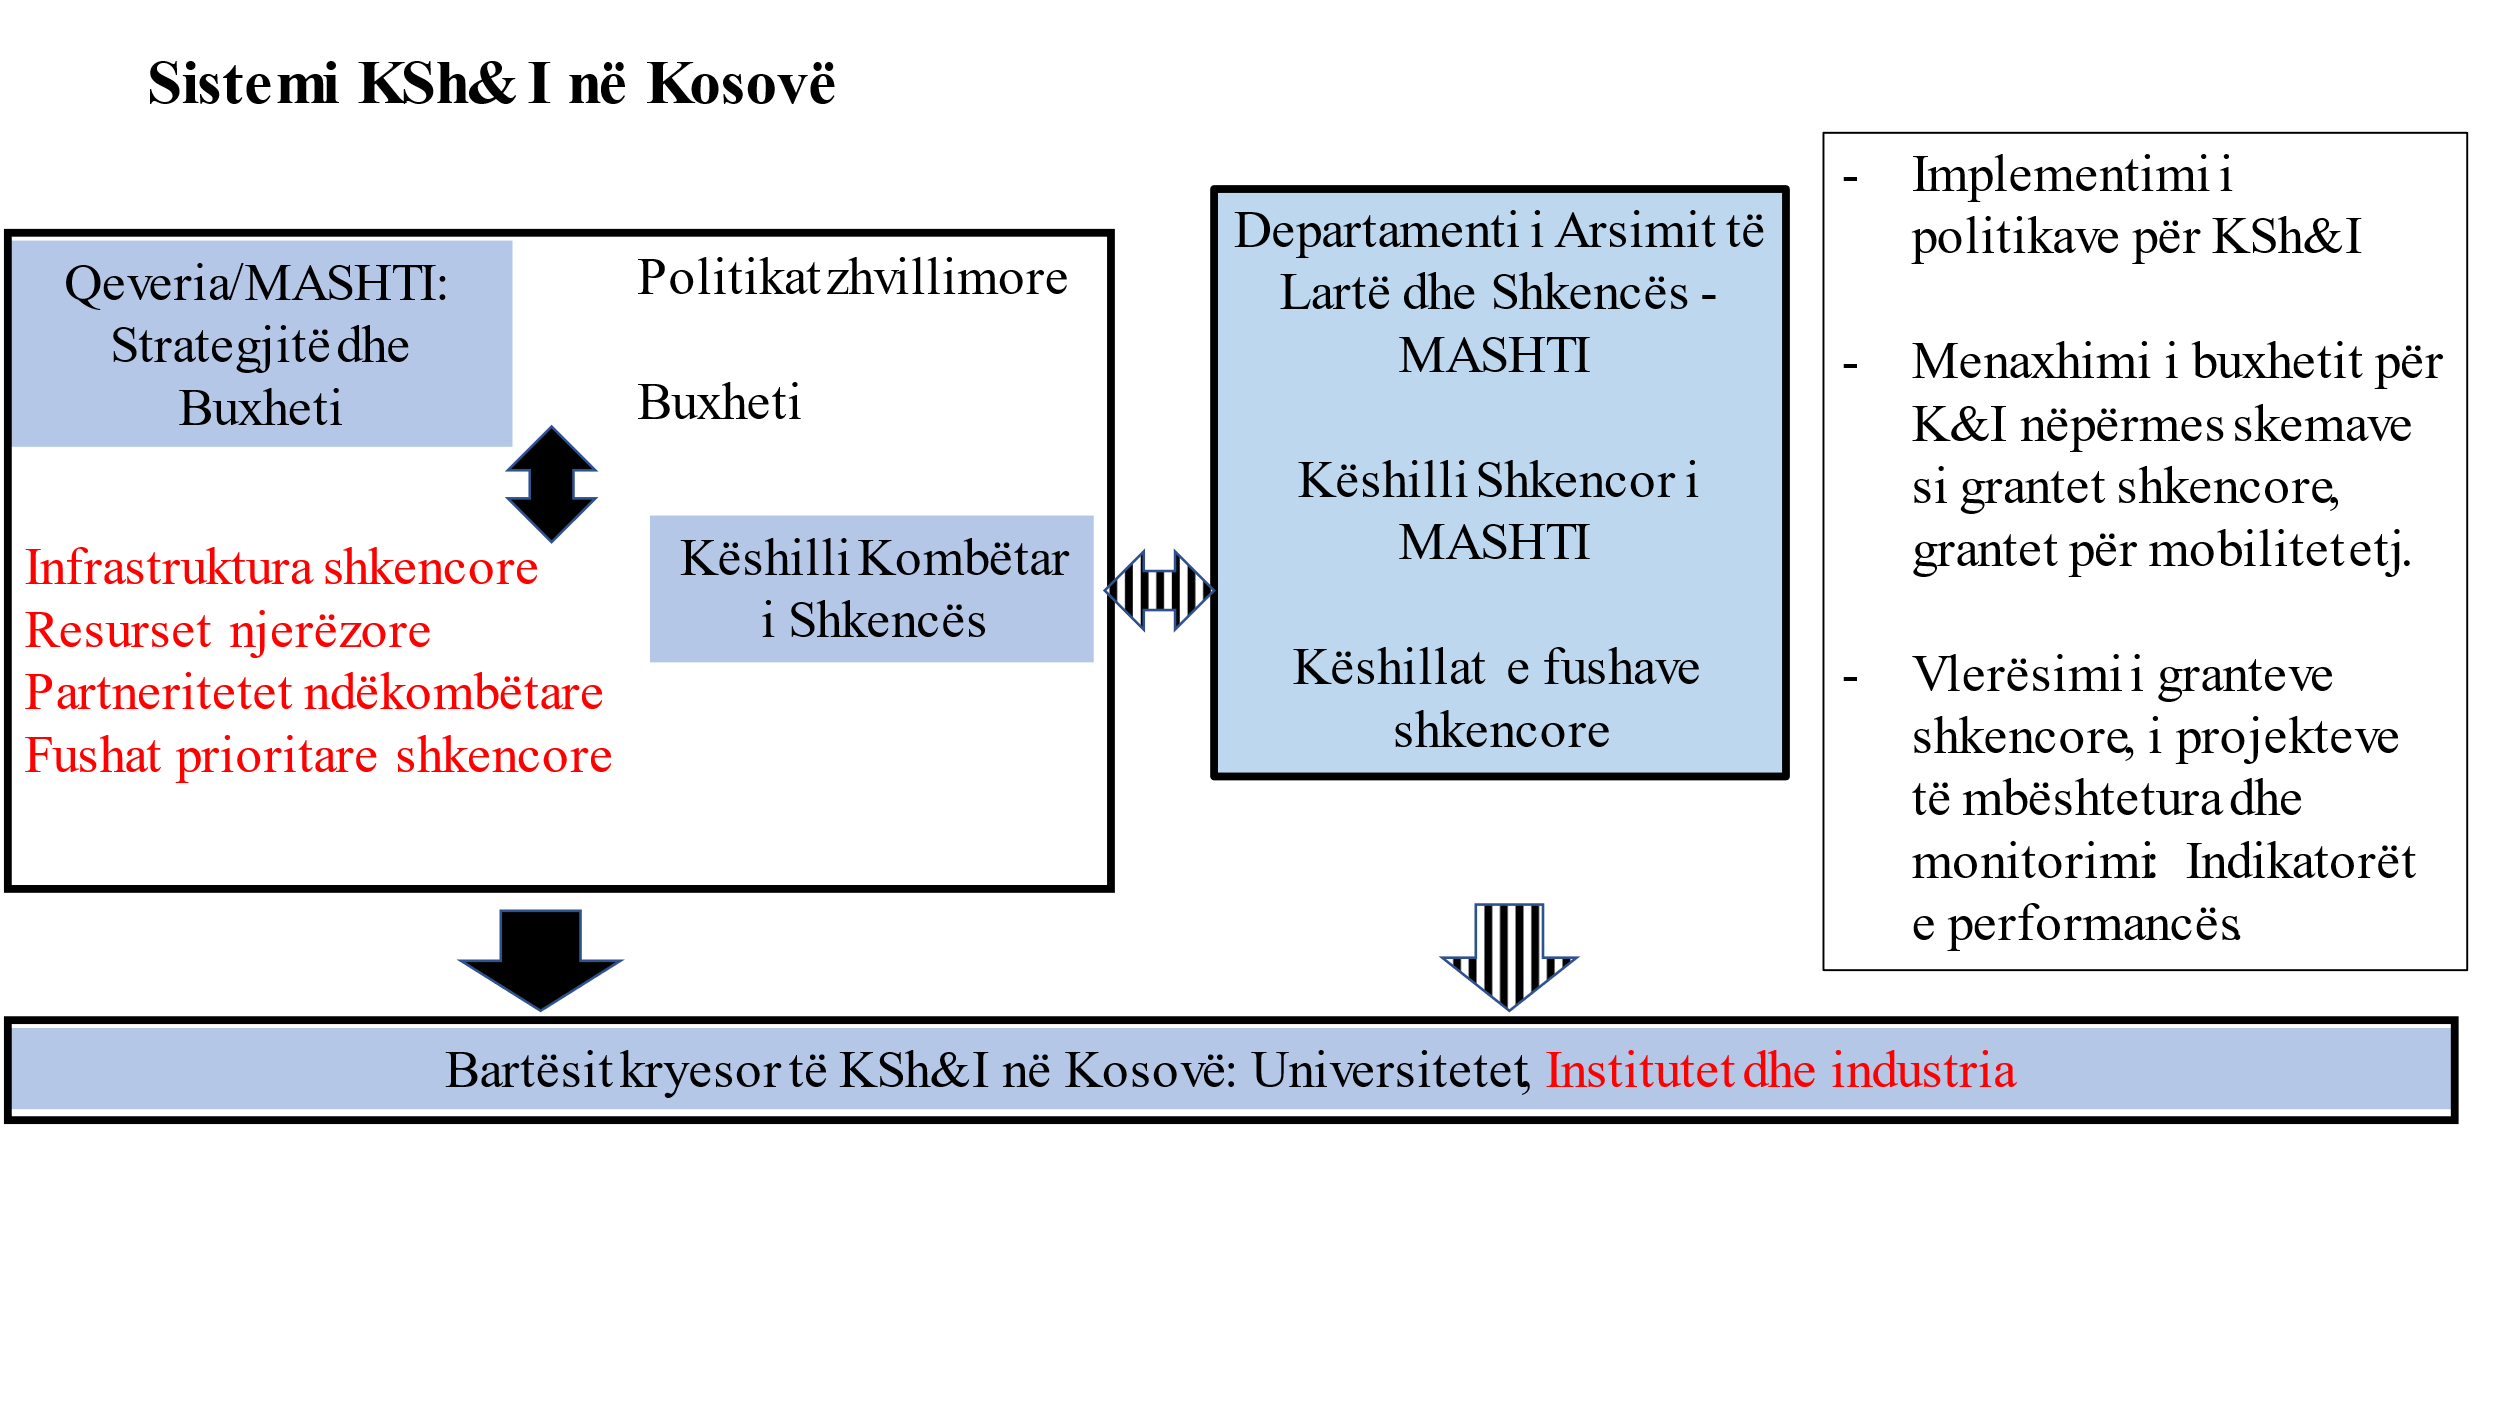 Sistemi KSh&I në Kosovë
Qeveria/MASHTI:
Strategjitë dhe
Buxheti
Politikat zhvillimore
Buxheti
Infrastruktura shkencore
Resurset njerëzore
Partneritetet ndëkombëtare
Fushat prioritare shkencore
Këshilli Kombëtar
i Shkencës
Departamenti i Arsimit të
Lartë dhe Shkencës -
MASHTI
Këshilli Shkencor i
MASHTI
Këshillat e fushave
shkencore
- Implementimi i
politikave për KSh&I
- Menaxhimi i buxhetit për
K&I nëpërmes skemave
si grantet shkencore,
grantet për mobilitet etj.
- Vlerësimi i granteve
shkencore, i projekteve
të mbështetura dhe
monitorimi: Indikatorët
e performancës.
Bartësit kryesor të KSh&I në Kosovë: Universitetet, Institutet dhe industria